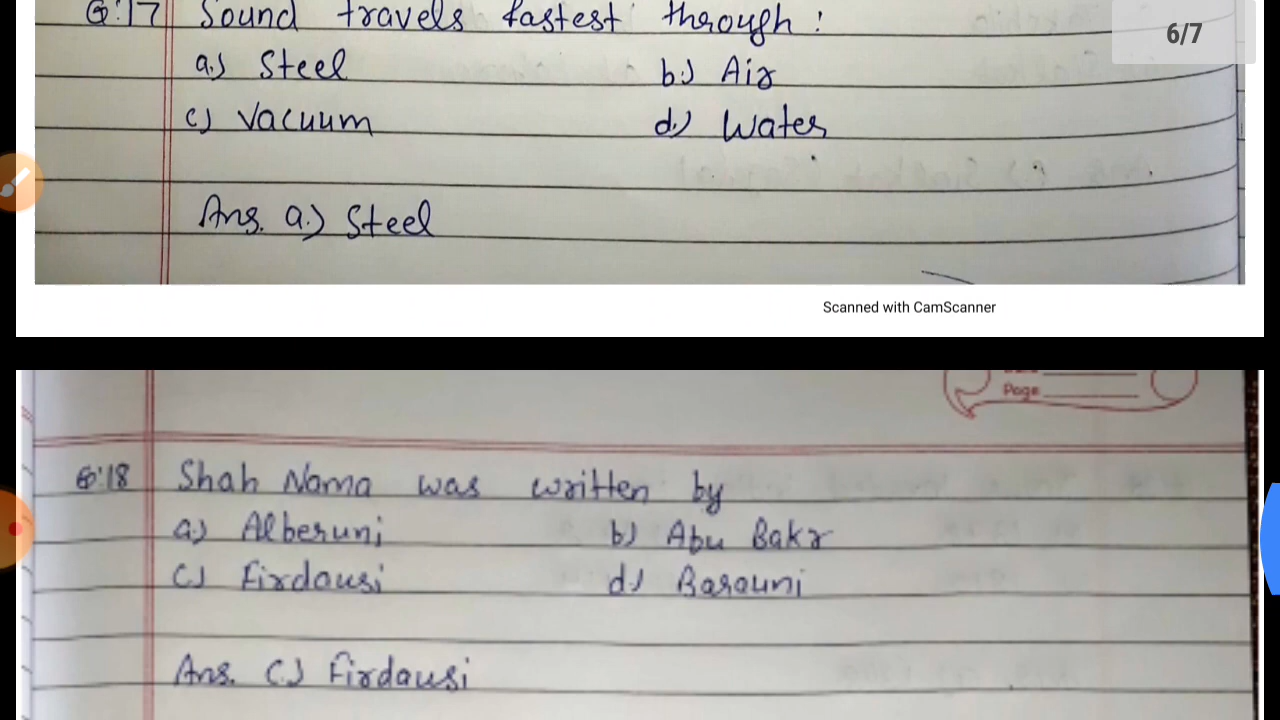 Q:17 Sound travels fastest through :
a.) Steel b.) Air
c.) Vacuum d.) Water
Ans. a.) Steel
Scanned with CamScanner
Page
Q:18 Shah Nama was written by
a.) Alberuni b.) Abu Bakr
c.) Firdausi d.) Barauni
Ans. C.) Firdausi
6/7